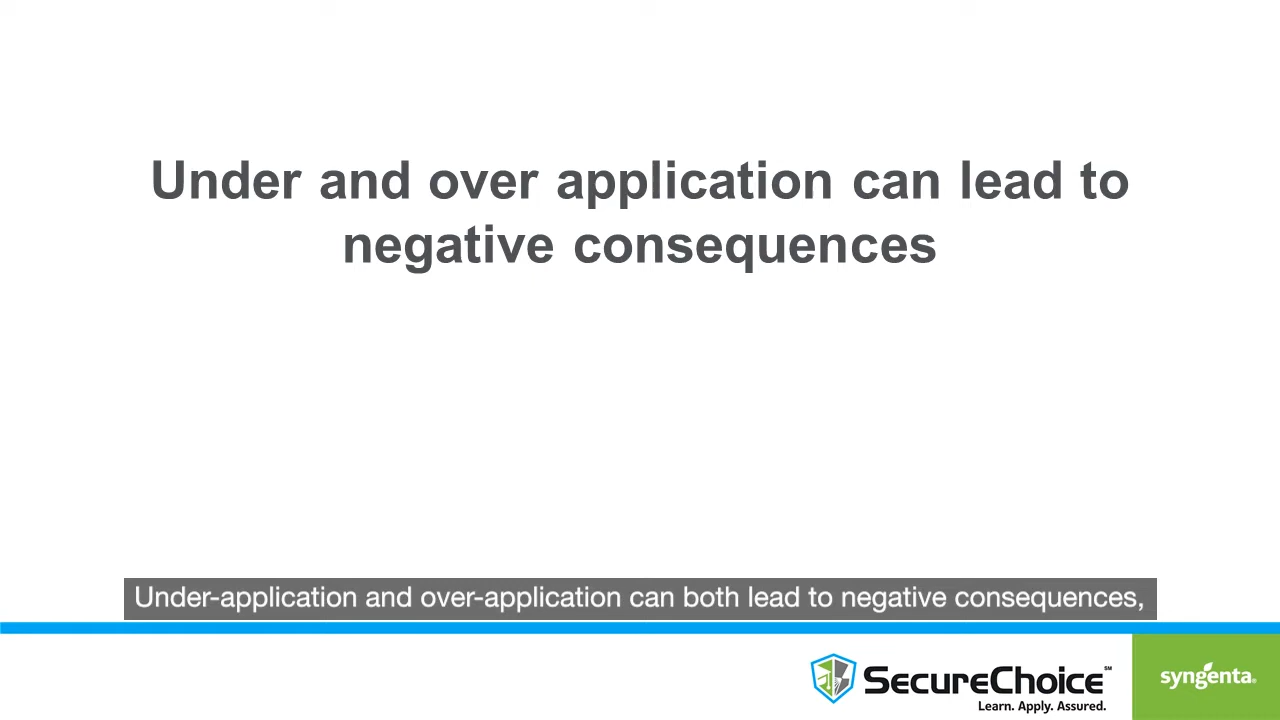 Under and over application can lead to
negative consequences
Under-application and over-application can both lead to negative consequences,
SecureChoice℠
Learn. Apply. Assured.
syngenta®